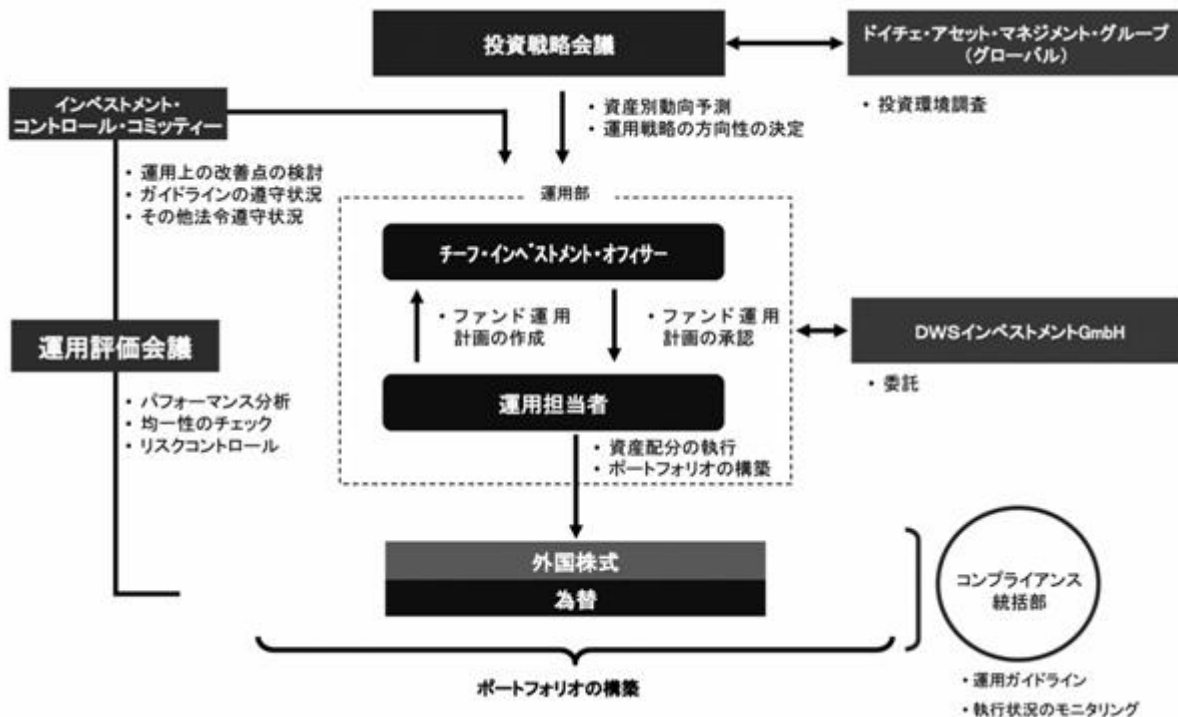 投資戦略会議
ドイチェ・アセット・マネジメント・グループ
(グローバル)
・投資環境調査
・資産別動向予測
・運用戦略の方向性の決定
インベストメント・
コントロール・コミッティー
・運用上の改善点の検討
・ガイドラインの遵守状況
・その他法令遵守状況
運用部
チーフ・インベストメント・オフィサー
・ファンド運用
計画の作成
・ファンド運用
計画の承認
運用担当者
・資産配分の執行
・ポートフォリオの構築
DWSインベストメントGmbH
・委託
運用評価会議
・パフォーマンス分析
・均一性のチェック
・リスクコントロール
外国株式
為替
ポートフォリオの構築
コンプライアンス
統括部
・運用ガイドライン
・執行状況のモニタリング